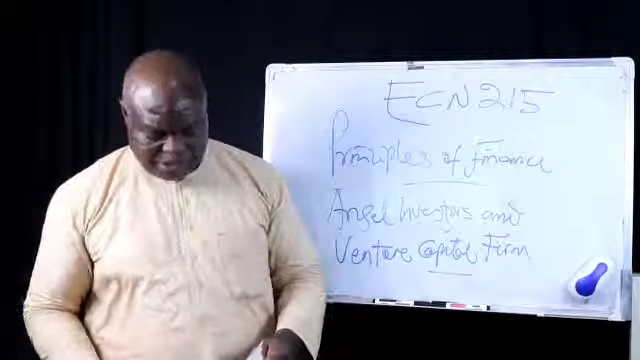 ECN 215
Principles of finance
Angel Investors and
Venture Capital Firm